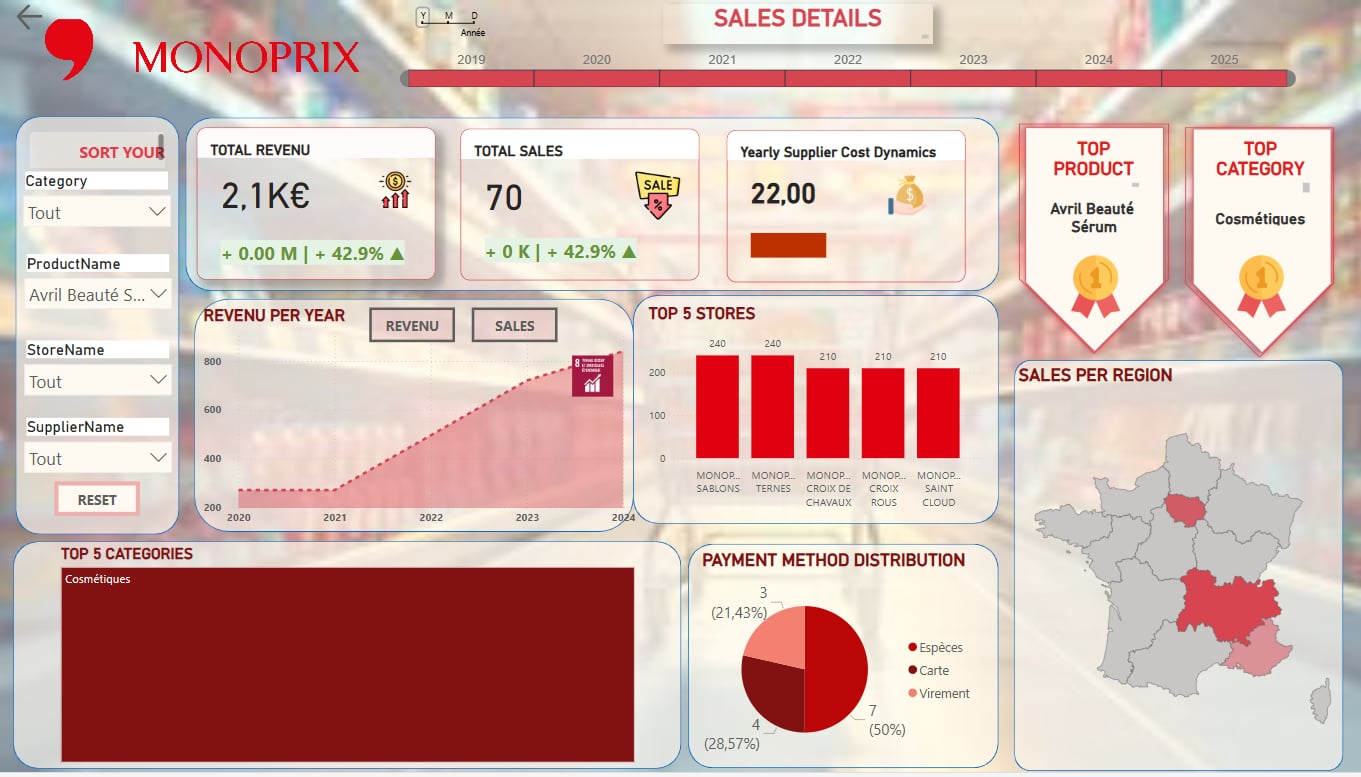 MONOPRIX
Y M D
Année
SALES DETAILS
2019 2020 2021 2022 2023 2024 2025
SORT YOUR
Category
Tout
ProductName
Avril Beauté S...
StoreName
Tout
SupplierName
Tout
RESET
TOTAL REVENU
2,1K€
+ 0.00 M | + 42.9% ▲
TOTAL SALES
70
SALE
%
+ 0 K | + 42.9% ▲
Yearly Supplier Cost Dynamics
22,00
TOP
PRODUCT
Avril Beauté
Sérum
1
TOP
CATEGORY
Cosmétiques
1
REVENU PER YEAR
REVENU
SALES
800
600
400
200
2020 2021 2022 2023 2024
8
TOP 5 STORES
240 240 210 210 210
200
100
0
MONOP...
SABLONS
MONOP...
TERNES
MONOP...
CROIX DE
CHAVAUX
MONOP...
CROIX
ROUS
MONOP...
SAINT
CLOUD
SALES PER REGION
TOP 5 CATEGORIES
Cosmétiques
PAYMENT METHOD DISTRIBUTION
3
(21,43%)
4
(28,57%)
7
(50%)
Espèces
Carte
Virement